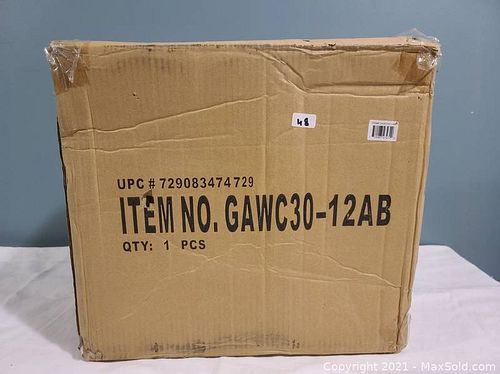 48
UPC # 729083474729
ITEM NO. GAWC30-12AB
QTY: 1 PCS
Copyright © 2021 - MaxSold.com